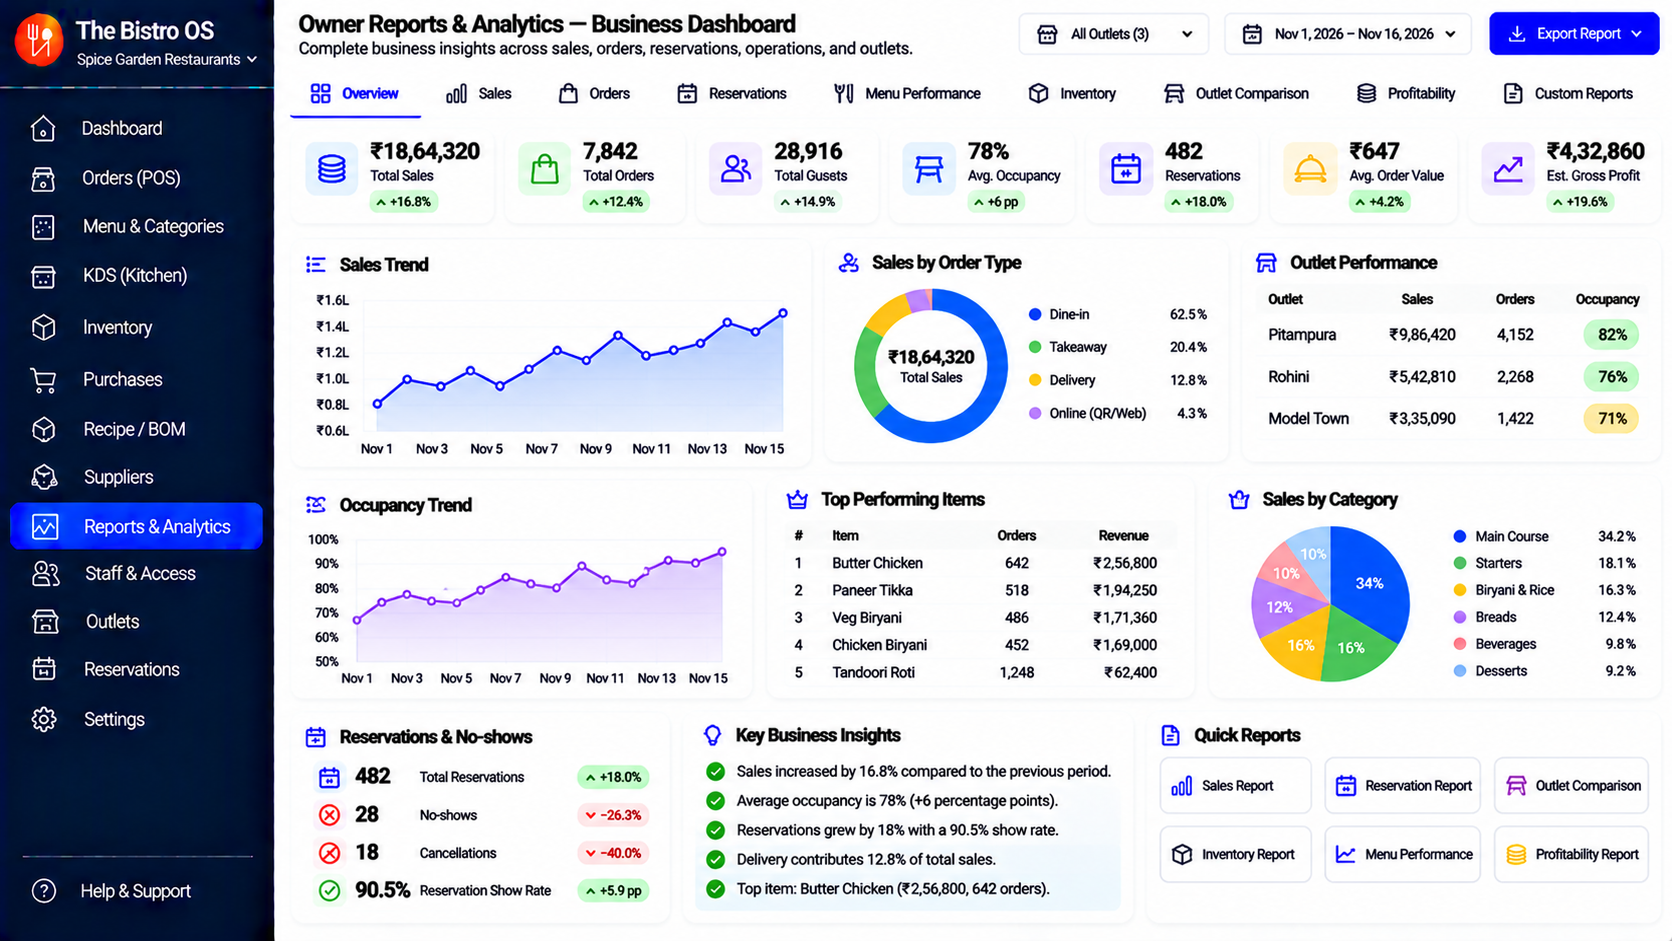 The Bistro OS
Spice Garden Restaurants
Dashboard
Orders (POS)
Menu & Categories
KDS (Kitchen)
Inventory
Purchases
Recipe / BOM
Suppliers
Reports & Analytics
Staff & Access
Outlets
Reservations
Settings
Help & Support
Owner Reports & Analytics — Business Dashboard
Complete business insights across sales, orders, reservations, operations, and outlets.
All Outlets (3)
Nov 1, 2026 – Nov 16, 2026
Export Report
Overview
Sales
Orders
Reservations
Menu Performance
Inventory
Outlet Comparison
Profitability
Custom Reports
₹18,64,320
Total Sales
+16.8%
7,842
Total Orders
+12.4%
28,916
Total Gusets
+14.9%
78%
Avg. Occupancy
+6 pp
482
Reservations
+18.0%
₹647
Avg. Order Value
+4.2%
₹4,32,860
Est. Gross Profit
+19.6%
Sales Trend
₹1.6L
₹1.4L
₹1.2L
₹1.0L
₹0.8L
₹0.6L
Nov 1 Nov 3 Nov 5 Nov 7 Nov 9 Nov 11 Nov 13 Nov 15
Sales by Order Type
₹18,64,320
Total Sales
Dine-in 62.5%
Takeaway 20.4%
Delivery 12.8%
Online (QR/Web) 4.3%
Outlet Performance
Outlet Sales Orders Occupancy
Pitampura ₹9,86,420 4,152 82%
Rohini ₹5,42,810 2,268 76%
Model Town ₹3,35,090 1,422 71%
Occupancy Trend
100%
90%
80%
70%
60%
50%
Nov 1 Nov 3 Nov 5 Nov 7 Nov 9 Nov 11 Nov 13 Nov 15
Top Performing Items
# Item Orders Revenue
1 Butter Chicken 642 ₹2,56,800
2 Paneer Tikka 518 ₹1,94,250
3 Veg Biryani 486 ₹1,71,360
4 Chicken Biryani 452 ₹1,69,000
5 Tandoori Roti 1,248 ₹62,400
Sales by Category
34%
16%
16%
12%
10%
10%
Main Course 34.2%
Starters 18.1%
Biryani & Rice 16.3%
Breads 12.4%
Beverages 9.8%
Desserts 9.2%
Reservations & No-shows
482 Total Reservations +18.0%
28 No-shows −26.3%
18 Cancellations −40.0%
90.5% Reservation Show Rate +5.9 pp
Key Business Insights
Sales increased by 16.8% compared to the previous period.
Average occupancy is 78% (+6 percentage points).
Reservations grew by 18% with a 90.5% show rate.
Delivery contributes 12.8% of total sales.
Top item: Butter Chicken (₹2,56,800, 642 orders).
Quick Reports
Sales Report
Reservation Report
Outlet Comparison
Inventory Report
Menu Performance
Profitability Report